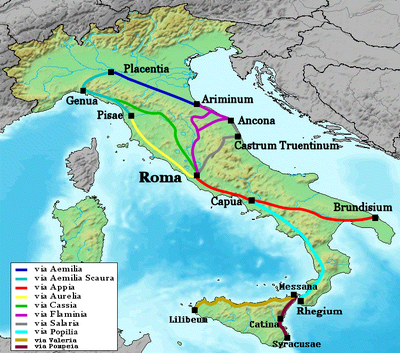 Placentia
Genua
Ariminum
Pisae
Ancona
Castrum Truentinum
Roma
Capua
Brundisium
via Aemilia
via Aemilia Scaura
via Appia
via Aurelia
via Cassia
via Flaminia
via Salaria
via Popilia
via Valeria
via Pompeia
Messana
Rhegium
Lilibeum
Catina
Syracusae